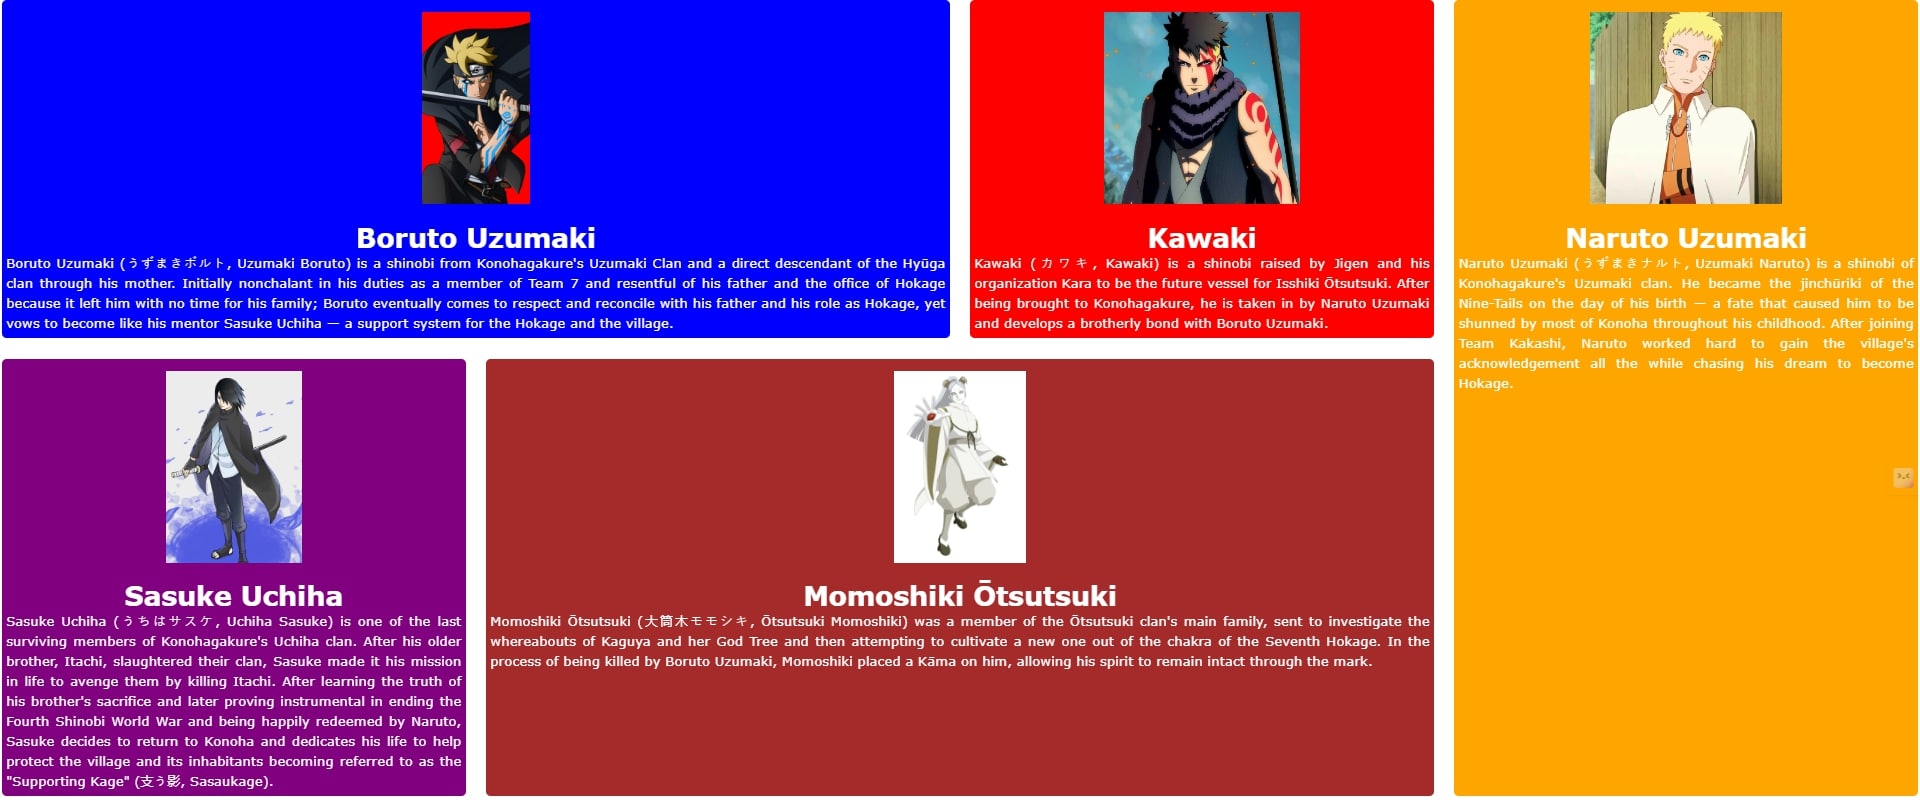 Boruto Uzumaki
Boruto Uzumaki (うずまきボルト, Uzumaki Boruto) is a shinobi from Konohagakure's Uzumaki Clan and a direct descendant of the Hyūga
clan through his mother. Initially nonchalant in his duties as a member of Team 7 and resentful of his father and the office of Hokage
because it left him with no time for his family; Boruto eventually comes to respect and reconcile with his father and his role as Hokage, yet
vows to become like his mentor Sasuke Uchiha — a support system for the Hokage and the village.
Kawaki
Kawaki (カワキ, Kawaki) is a shinobi raised by Jigen and his
organization Kara to be the future vessel for Isshiki Ōtsutsuki. After
being brought to Konohagakure, he is taken in by Naruto Uzumaki
and develops a brotherly bond with Boruto Uzumaki.
Naruto Uzumaki
Naruto Uzumaki (うずまきナルト, Uzumaki Naruto) is a shinobi of
Konohagakure's Uzumaki clan. He became the jinchūriki of the
Nine-Tails on the day of his birth — a fate that caused him to be
shunned by most of Konoha throughout his childhood. After joining
Team Kakashi, Naruto worked hard to gain the village's
acknowledgement all the while chasing his dream to become
Hokage.
Sasuke Uchiha
Sasuke Uchiha (うちはサスケ, Uchiha Sasuke) is one of the last
surviving members of Konohagakure's Uchiha clan. After his older
brother, Itachi, slaughtered their clan, Sasuke made it his mission
in life to avenge them by killing Itachi. After learning the truth of
his brother's sacrifice and later proving instrumental in ending the
Fourth Shinobi World War and being happily redeemed by Naruto,
Sasuke decides to return to Konoha and dedicates his life to help
protect the village and its inhabitants becoming referred to as the
"Supporting Kage" (支う影, Sasaukage).
Momoshiki Ōtsutsuki
Momoshiki Ōtsutsuki (大筒木モモシキ, Ōtsutsuki Momoshiki) was a member of the Ōtsutsuki clan's main family, sent to investigate the
whereabouts of Kaguya and her God Tree and then attempting to cultivate a new one out of the chakra of the Seventh Hokage. In the
process of being killed by Boruto Uzumaki, Momoshiki placed a Kāma on him, allowing his spirit to remain intact through the mark.